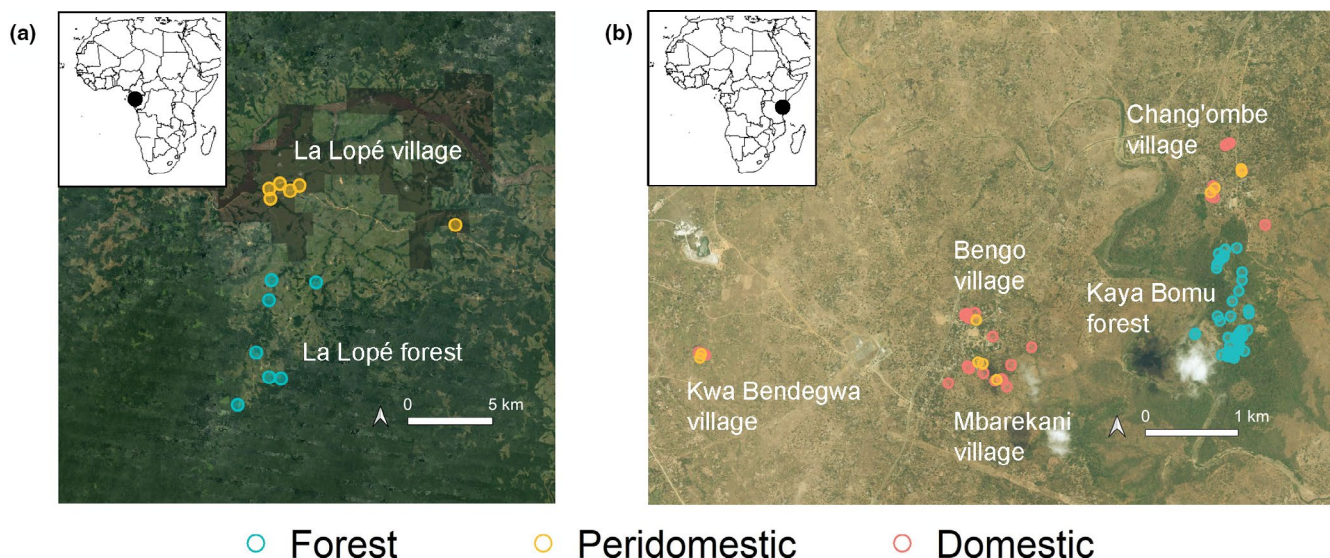 (a)
La Lopé village
La Lopé forest
0 5 km
(b)
Chang'ombe
village
Bengo
village
Kaya Bomu
forest
Kwa Bendegwa
village
Mbarekani
village
0 1 km
Forest Peridomestic Domestic